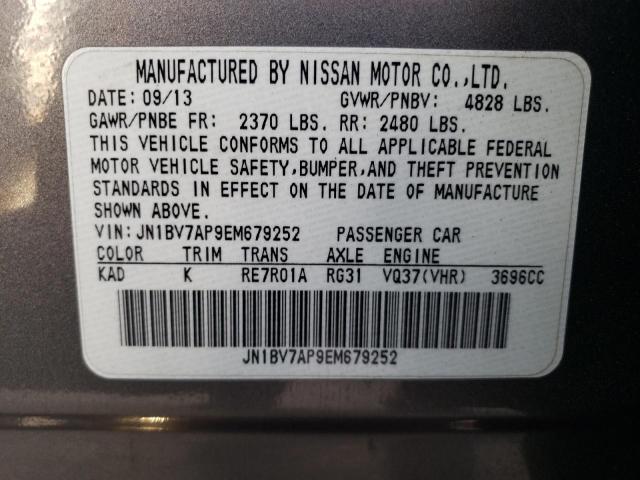 MANUFACTURED BY NISSAN MOTOR CO.,LTD.
DATE: 09/13 GVWR/PNBV: 4828 LBS.
GAWR/PNBE FR: 2370 LBS. RR: 2480 LBS.
THIS VEHICLE CONFORMS TO ALL APPLICABLE FEDERAL
MOTOR VEHICLE SAFETY,BUMPER,AND THEFT PREVENTION
STANDARDS IN EFFECT ON THE DATE OF MANUFACTURE
SHOWN ABOVE.
VIN:JN1BV7AP9EM679252 PASSENGER CAR
COLOR TRIM TRANS AXLE ENGINE
KAD K RE7R01A RG31 VQ37(VHR) 3696CC
JN1BV7AP9EM679252